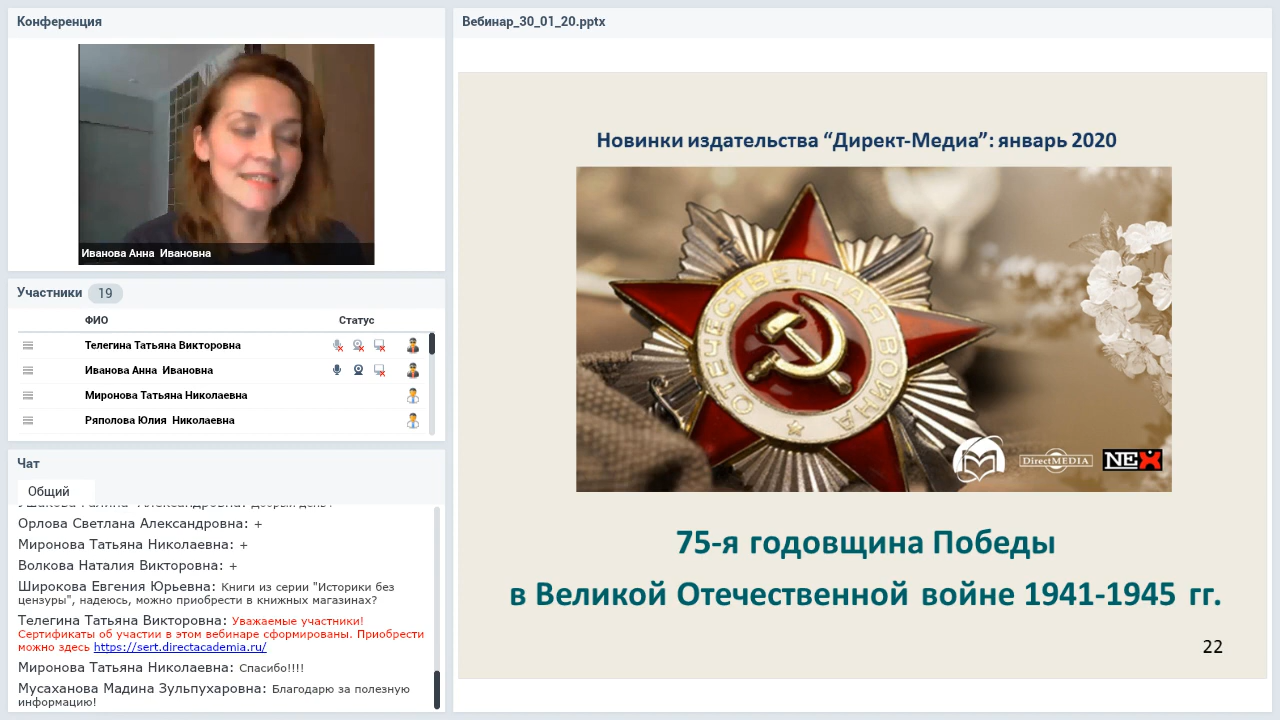 Конференция
Иванова Анна Ивановна
Участники 19
ФИО Статус
Телегина Татьяна Викторовна
Иванова Анна Ивановна
Миронова Татьяна Николаевна
Ряполова Юлия Николаевна
Чат
Общий
Орлова Светлана Александровна: +
Миронова Татьяна Николаевна: +
Волкова Наталия Викторовна: +
Широкова Евгения Юрьевна: Книги из серии "Историки без
цензуры", надеюсь, можно приобрести в книжных магазинах?
Телегина Татьяна Викторовна: Уважаемые участники!
Сертификаты об участии в этом вебинаре сформированы. Приобрести
можно здесь https://sert.directacademia.ru/
Миронова Татьяна Николаевна: Спасибо!!!!
Мусаханова Мадина Зульпухаровна: Благодарю за полезную
информацию!
Вебинар_30_01_20.pptx
Новинки издательства “Директ-Медиа”: январь 2020
ОТЕЧЕСТВЕННАЯ ВОЙНА
DirectMEDIA
NEX
75-я годовщина Победы
в Великой Отечественной войне 1941-1945 гг.
22